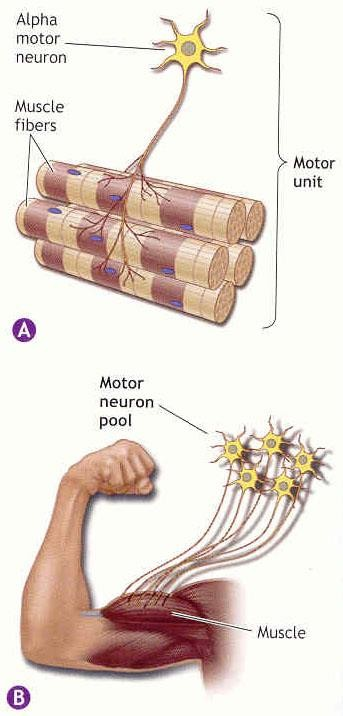 Alpha
motor
neuron
Muscle
fibers
Motor
unit
A
Motor
neuron
pool
Muscle
B